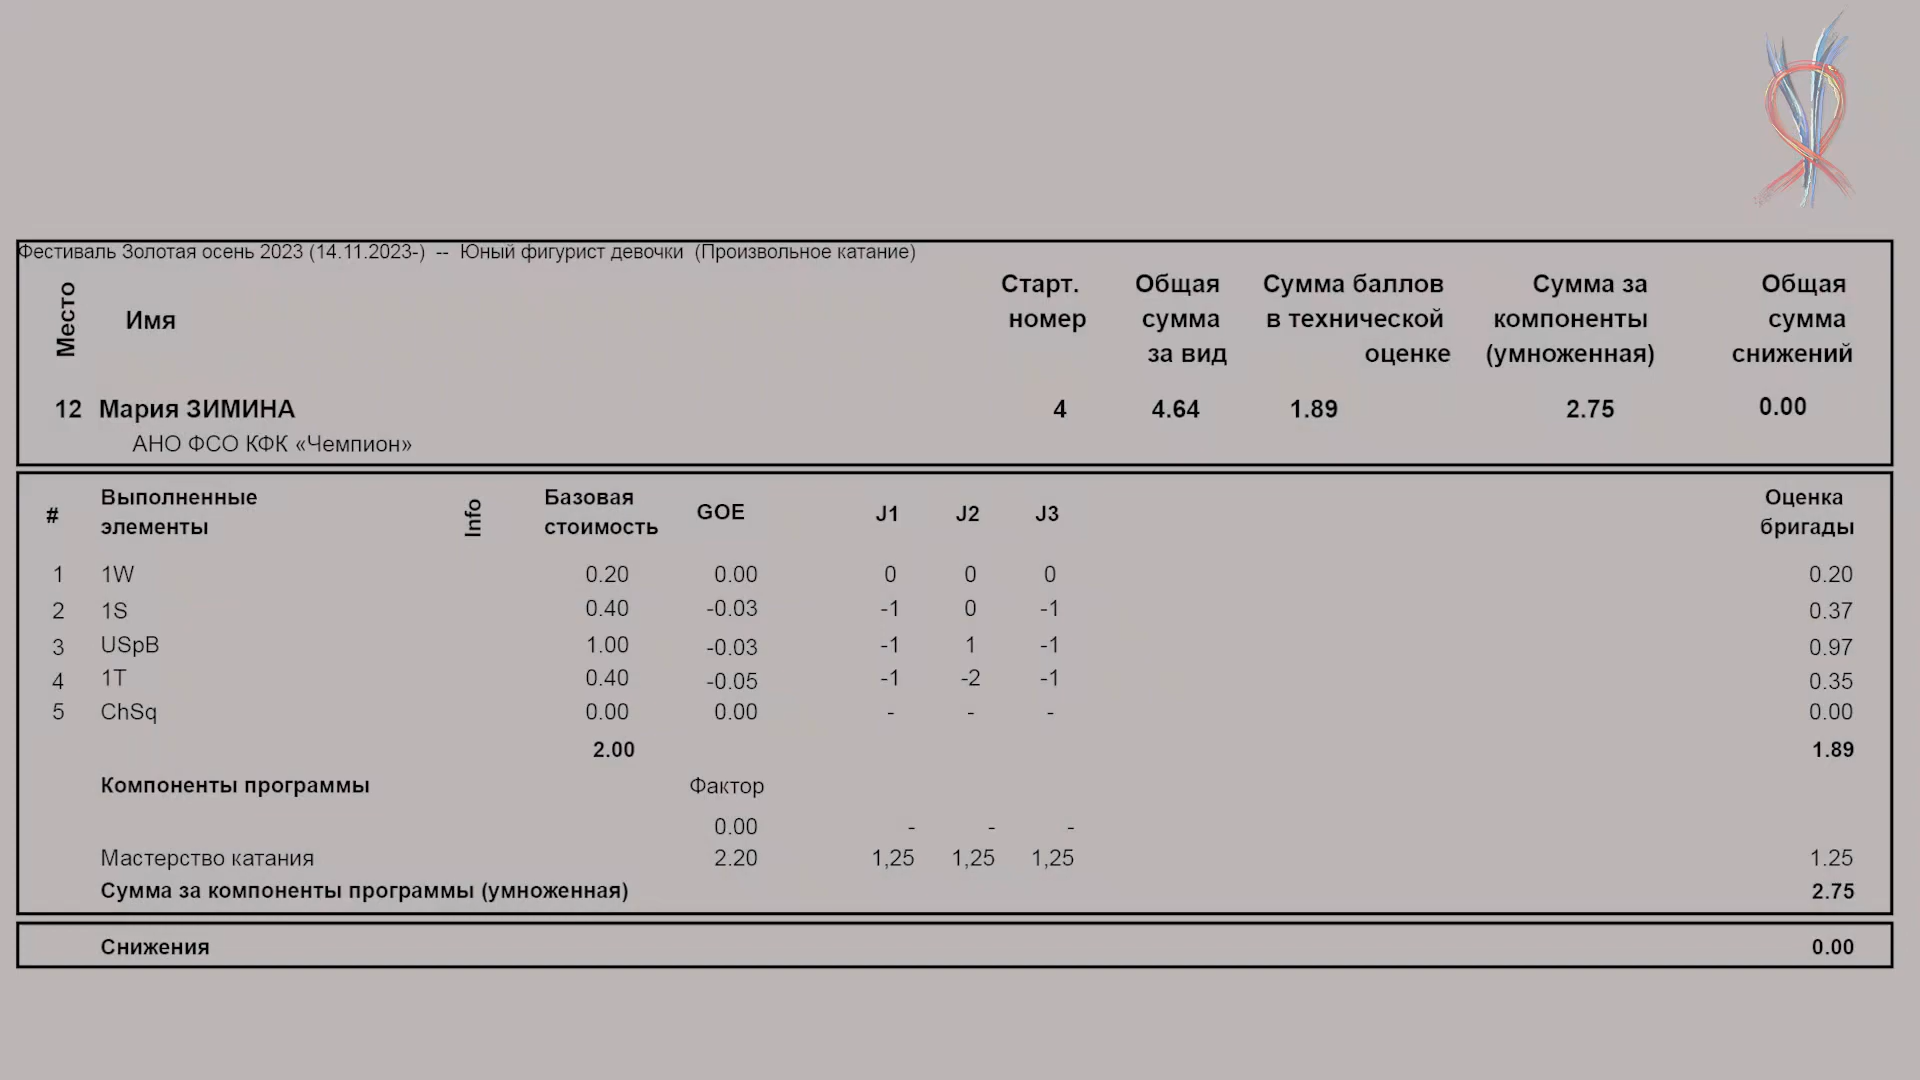 Фестиваль Золотая осень 2023 (14.11.2023-)  --  Юный фигурист девочки  (Произвольное катание)
Место Имя Старт. номер Общая сумма за вид Сумма баллов в технической оценке Сумма за компоненты (умноженная) Общая сумма снижений
12 Мария ЗИМИНА 4 4.64 1.89 2.75 0.00
АНО ФСО КФК «Чемпион»
# Выполненные элементы Info Базовая стоимость GOE J1 J2 J3 Оценка бригады
1 1W 0.20 0.00 0 0 0 0.20
2 1S 0.40 -0.03 -1 0 -1 0.37
3 USpB 1.00 -0.03 -1 1 -1 0.97
4 1T 0.40 -0.05 -1 -2 -1 0.35
5 ChSq 0.00 0.00 - - - 0.00
2.00 1.89
Компоненты программы Фактор
0.00 - - -
Мастерство катания 2.20 1,25 1,25 1,25 1.25
Сумма за компоненты программы (умноженная) 2.75
Снижения 0.00